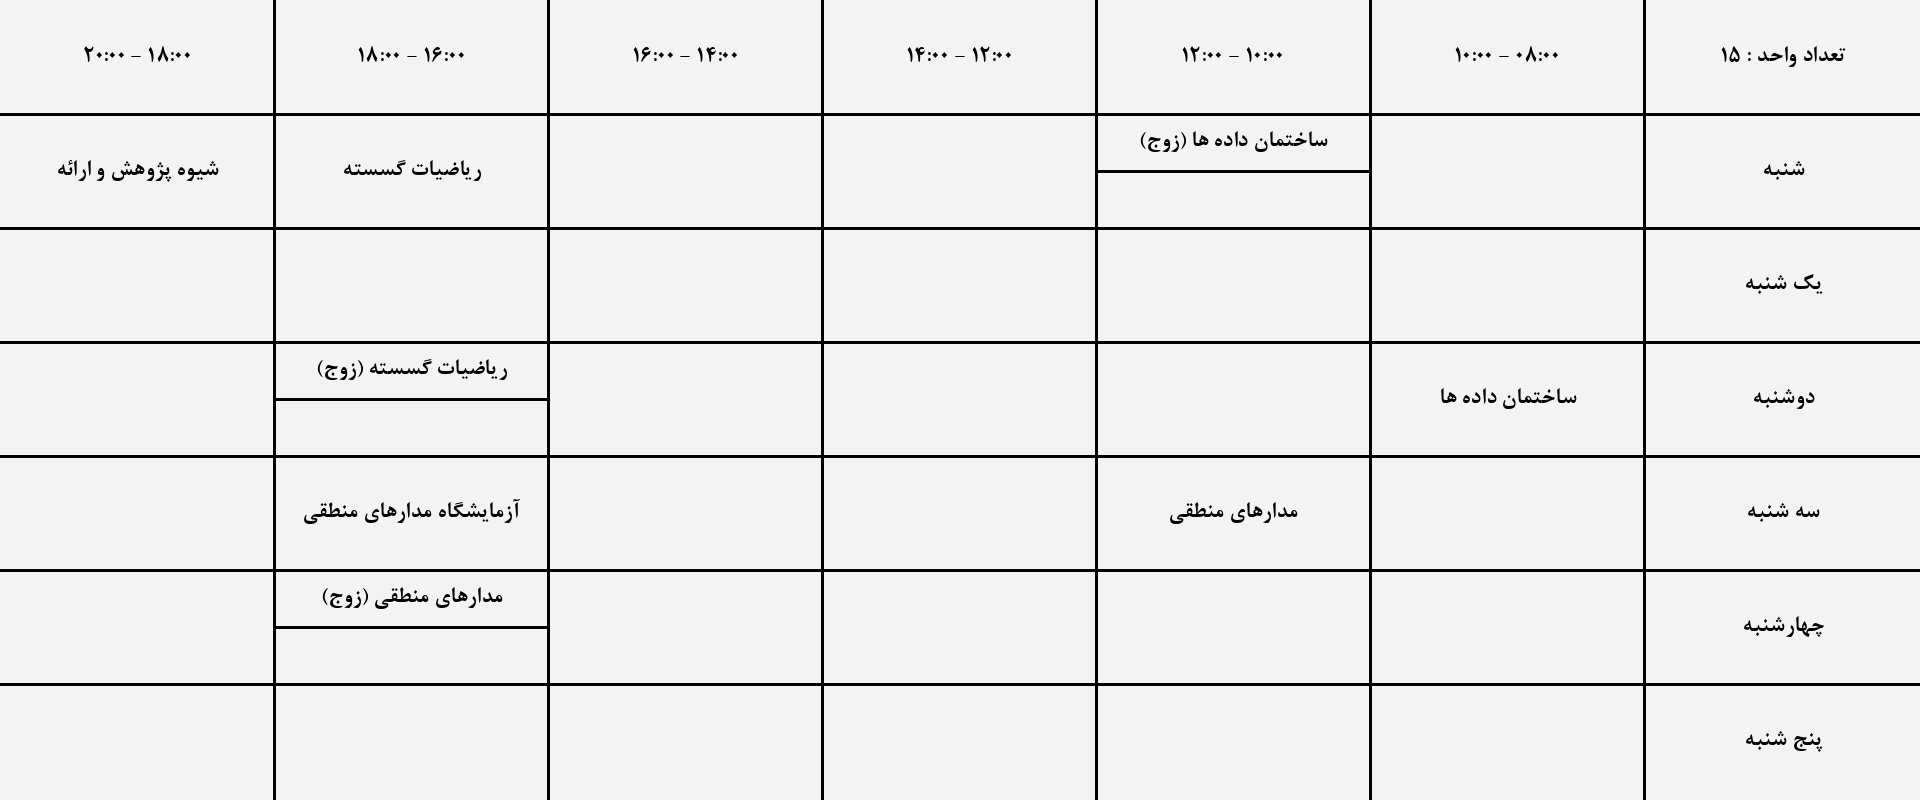 تعداد واحد : ۱۵
۰۸:۰۰ - ۱۰:۰۰
۱۰:۰۰ - ۱۲:۰۰
۱۲:۰۰ - ۱۴:۰۰
۱۴:۰۰ - ۱۶:۰۰
۱۶:۰۰ - ۱۸:۰۰
۱۸:۰۰ - ۲۰:۰۰
شنبه
ساختمان داده ها (زوج)
ریاضیات گسسته
شیوه پژوهش و ارائه
یک شنبه
دوشنبه
ساختمان داده ها
ریاضیات گسسته (زوج)
سه شنبه
مدارهای منطقی
آزمایشگاه مدارهای منطقی
چهارشنبه
مدارهای منطقی (زوج)
پنج شنبه